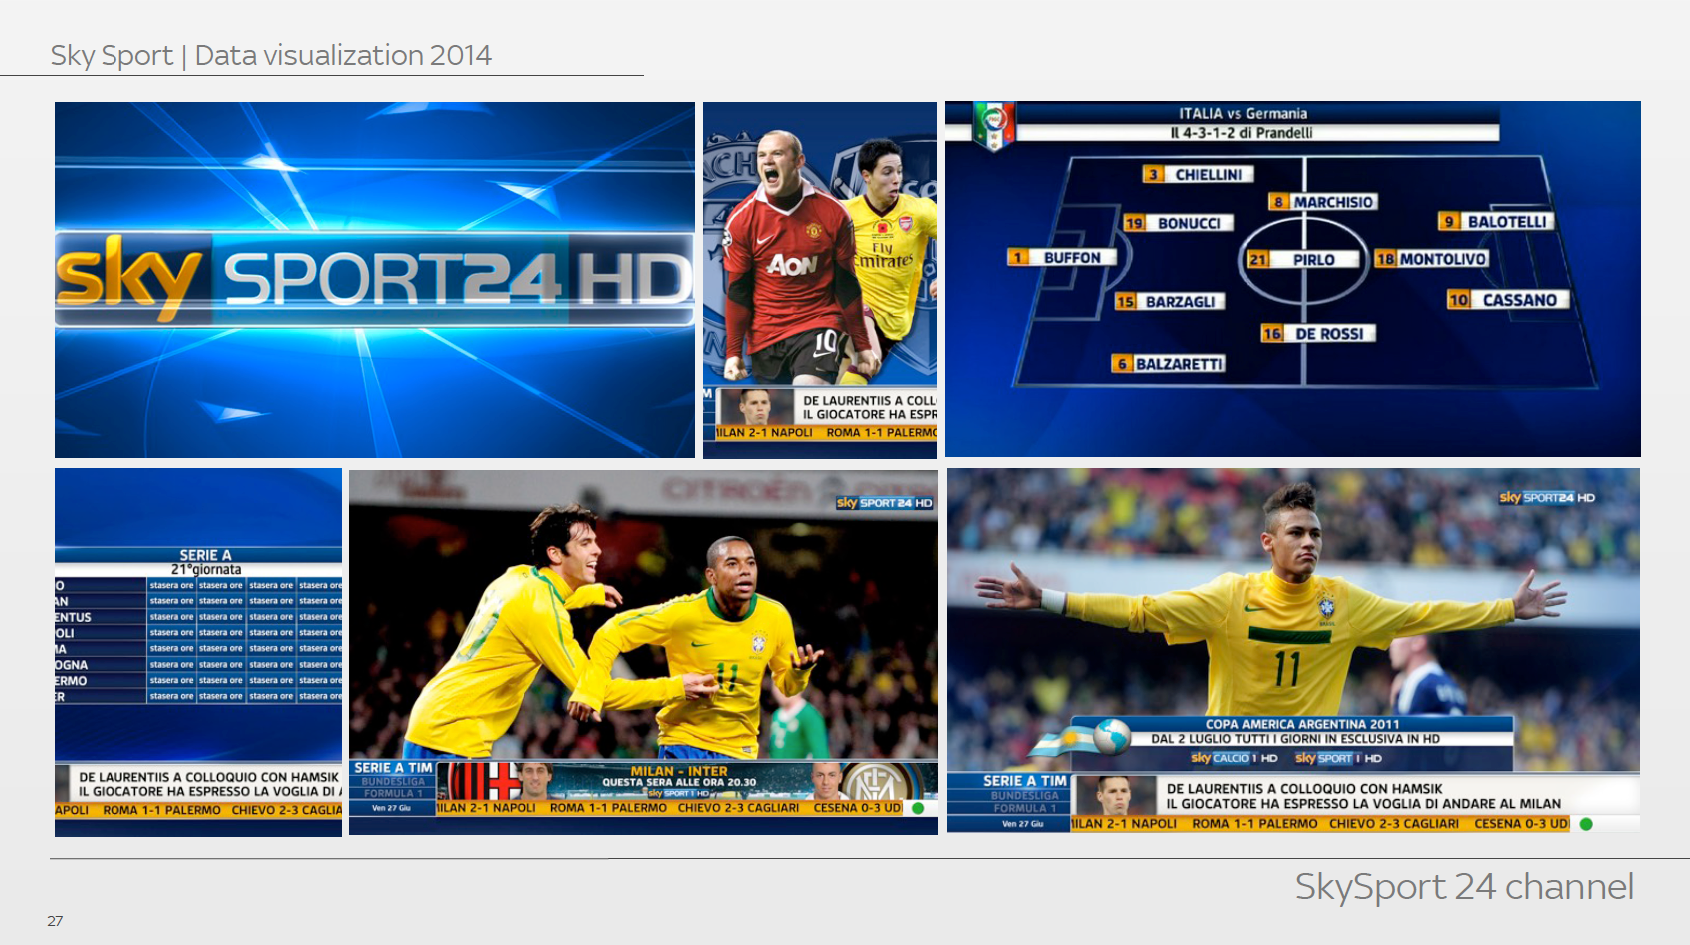 Sky Sport | Data visualization 2014
sky SPORT24 HD
AON
10
Fly
Emirates
DE LAURENTIIS A COLL
IL GIOCATORE HA ESPR
MILAN 2-1 NAPOLI ROMA 1-1 PALERMO
ITALIA vs Germania
Il 4-3-1-2 di Prandelli
3 CHIELLINI
8 MARCHISIO
19 BONUCCI
9 BALOTELLI
1 BUFFON
21 PIRLO
18 MONTOLIVO
15 BARZAGLI
10 CASSANO
16 DE ROSSI
6 BALZARETTI
SERIE A
21°giornata
O stasera ore stasera ore stasera ore stasera ore
AN stasera ore stasera ore stasera ore stasera ore
ENTUS stasera ore stasera ore stasera ore stasera ore
OLI stasera ore stasera ore stasera ore stasera ore
MA stasera ore stasera ore stasera ore stasera ore
OGNA stasera ore stasera ore stasera ore stasera ore
ERMO stasera ore stasera ore stasera ore stasera ore
ER stasera ore stasera ore stasera ore stasera ore
DE LAURENTIIS A COLLOQUIO CON HAMSIK
IL GIOCATORE HA ESPRESSO LA VOGLIA DI A
APOLI ROMA 1-1 PALERMO CHIEVO 2-3 CAGLIA
CITROËN
sky SPORT 24 HD
11
SERIE A TIM
BUNDESLIGA
FORMULA 1
Ven 27 Giu
MILAN - INTER
QUESTA SERA ALLE ORA 20.30
sky SPORT 1 HD
MILAN 2-1 NAPOLI ROMA 1-1 PALERMO CHIEVO 2-3 CAGLIARI CESENA 0-3 UD
sky SPORT24 HD
BRASIL
11
COPA AMERICA ARGENTINA 2011
DAL 2 LUGLIO TUTTI I GIORNI IN ESCLUSIVA IN HD
sky CALCIO 1 HD sky SPORT 1 HD
SERIE A TIM
BUNDESLIGA
FORMULA 1
Ven 27 Giu
DE LAURENTIIS A COLLOQUIO CON HAMSIK
IL GIOCATORE HA ESPRESSO LA VOGLIA DI ANDARE AL MILAN
MILAN 2-1 NAPOLI ROMA 1-1 PALERMO CHIEVO 2-3 CAGLIARI CESENA 0-3 UD
SkySport 24 channel
27